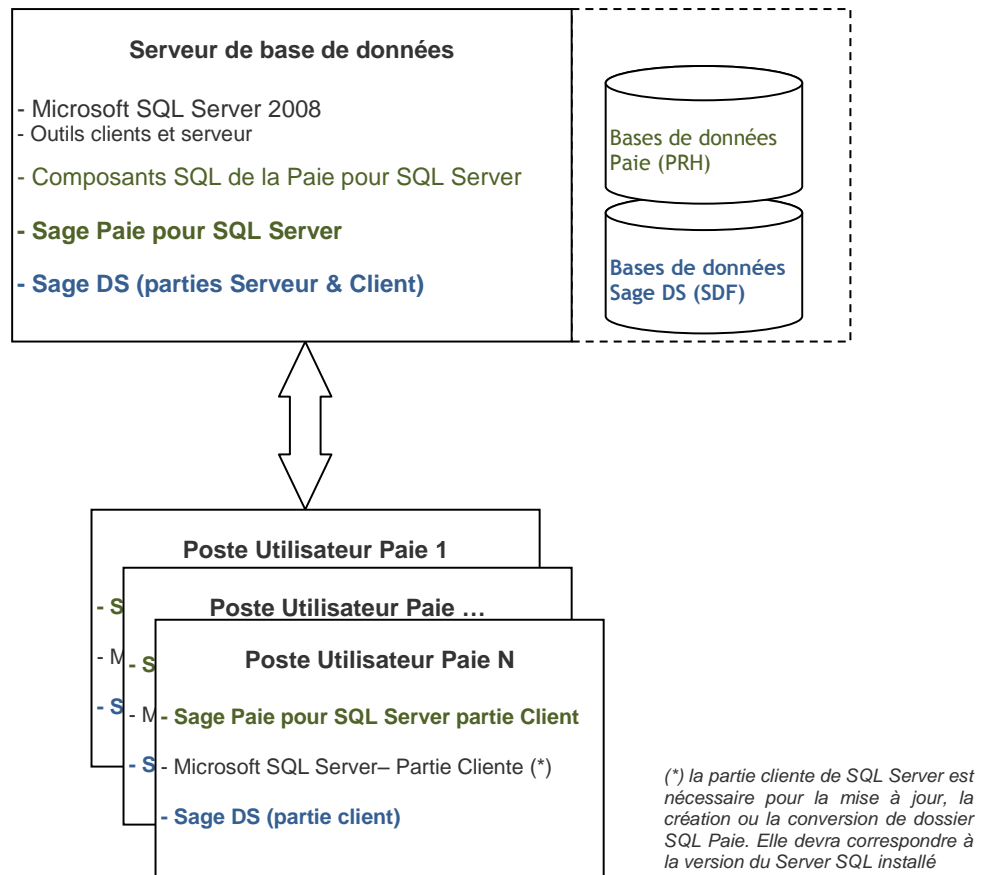 Serveur de base de données
- Microsoft SQL Server 2008
- Outils clients et serveur
- Composants SQL de la Paie pour SQL Server
- Sage Paie pour SQL Server
- Sage DS (parties Serveur & Client)
Bases de données
Paie (PRH)
Bases de données
Sage DS (SDF)
Poste Utilisateur Paie 1
- S
- M
- S
Poste Utilisateur Paie …
- S
- M
- S
Poste Utilisateur Paie N
- Sage Paie pour SQL Server partie Client
- Microsoft SQL Server– Partie Cliente (*)
- Sage DS (partie client)
(*) la partie cliente de SQL Server est
nécessaire pour la mise à jour, la
création ou la conversion de dossier
SQL Paie. Elle devra correspondre à
la version du Server SQL installé